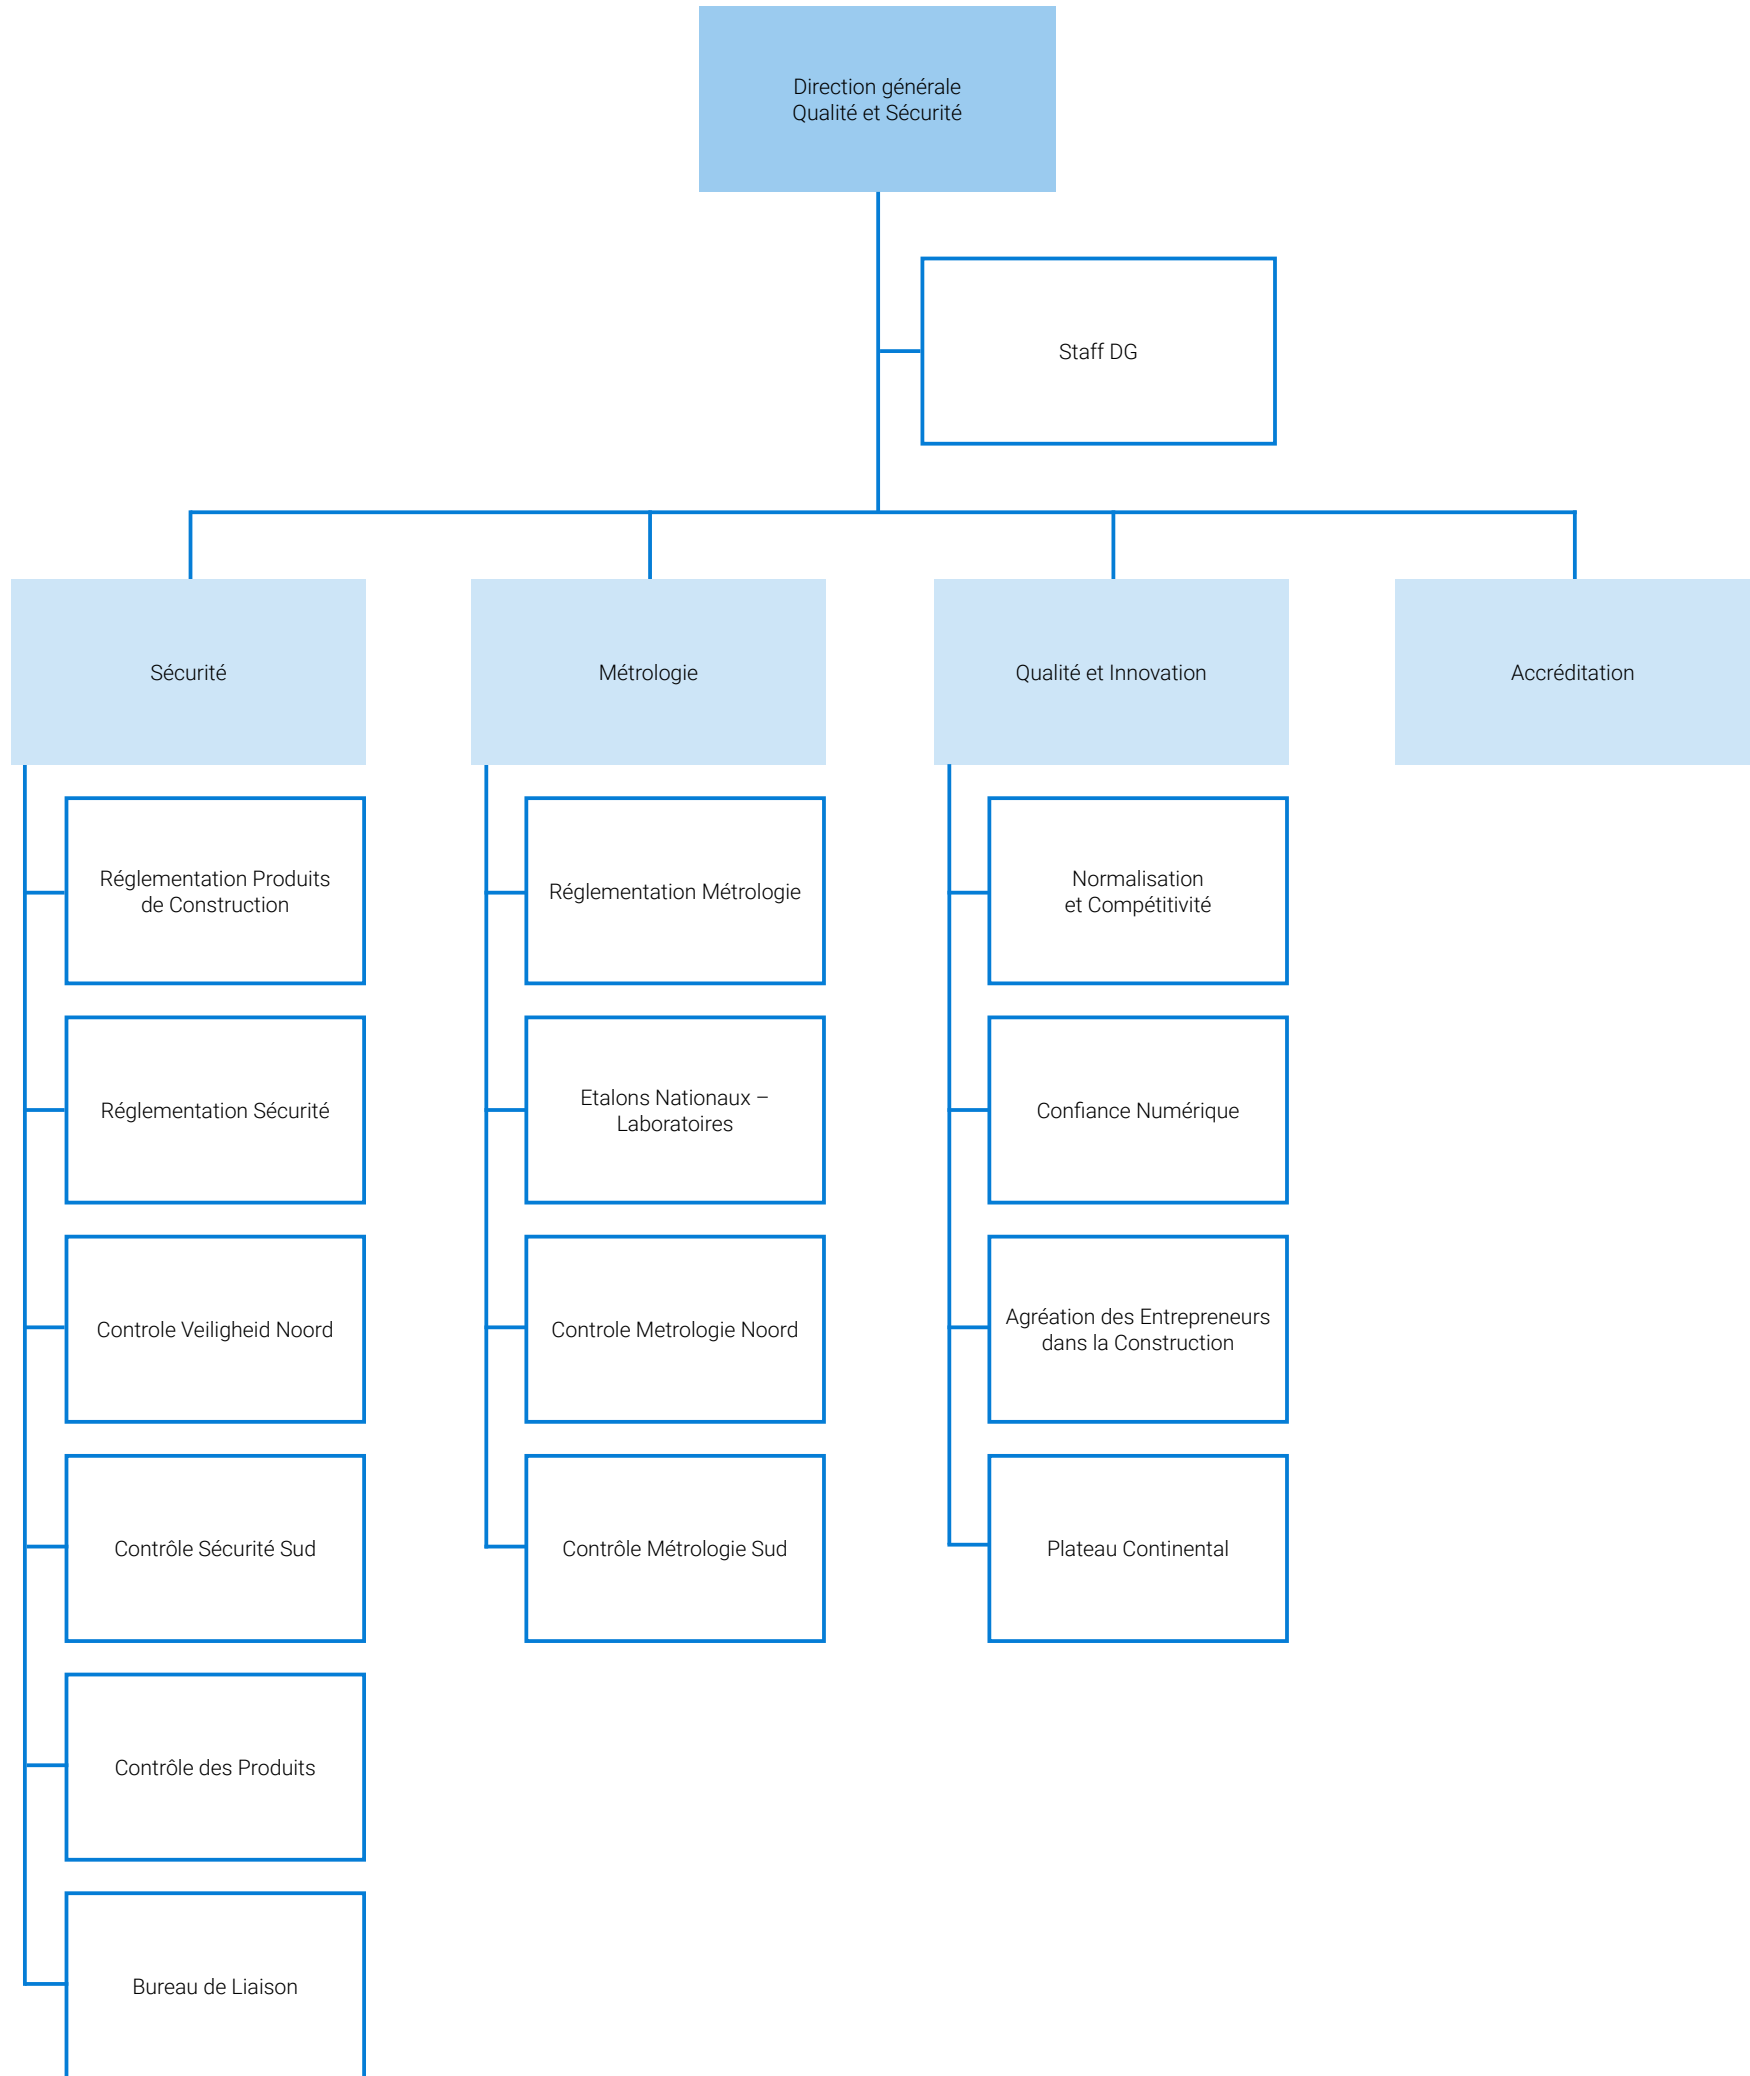 Direction générale
Qualité et Sécurité
Staff DG
Sécurité
Métrologie
Qualité et Innovation
Accréditation
Réglementation Produits
de Construction
Réglementation Sécurité
Controle Veiligheid Noord
Contrôle Sécurité Sud
Contrôle des Produits
Bureau de Liaison
Réglementation Métrologie
Etalons Nationaux –
Laboratoires
Controle Metrologie Noord
Contrôle Métrologie Sud
Normalisation
et Compétitivité
Confiance Numérique
Agréation des Entrepreneurs
dans la Construction
Plateau Continental